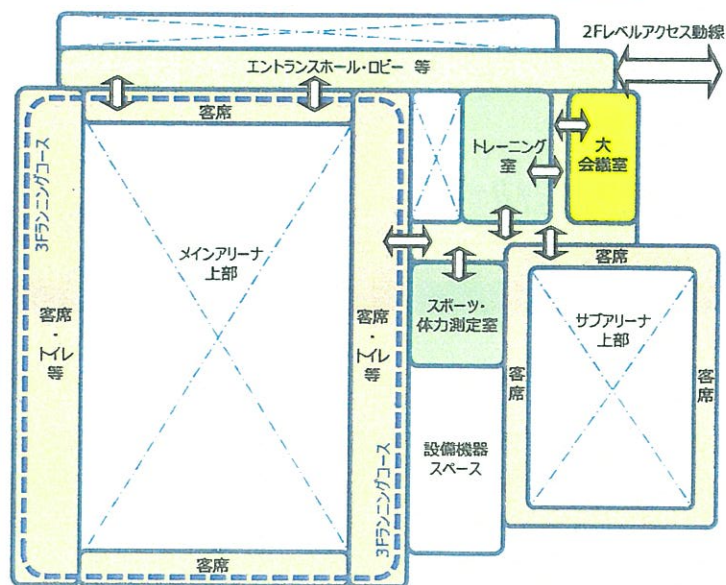 2Fレベルアクセス動線
エントランスホール・ロビー 等
客席
トレーニング
室
大
会議室
3Fランニングコース
メインアリーナ
上部
客席・トイレ等
客席・トイレ等
客席
スポーツ・
体力測定室
サブアリーナ
上部
客席
客席
設備機器
スペース
3Fランニングコース
客席